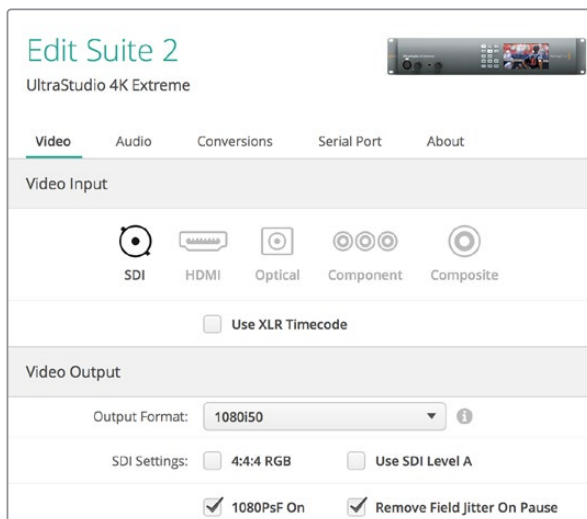 Edit Suite 2
UltraStudio 4K Extreme
Video Audio Conversions Serial Port About
Video Input
SDI HDMI Optical Component Composite
Use XLR Timecode
Video Output
Output Format: 1080i50
SDI Settings: 4:4:4 RGB Use SDI Level A
1080PsF On Remove Field Jitter On Pause